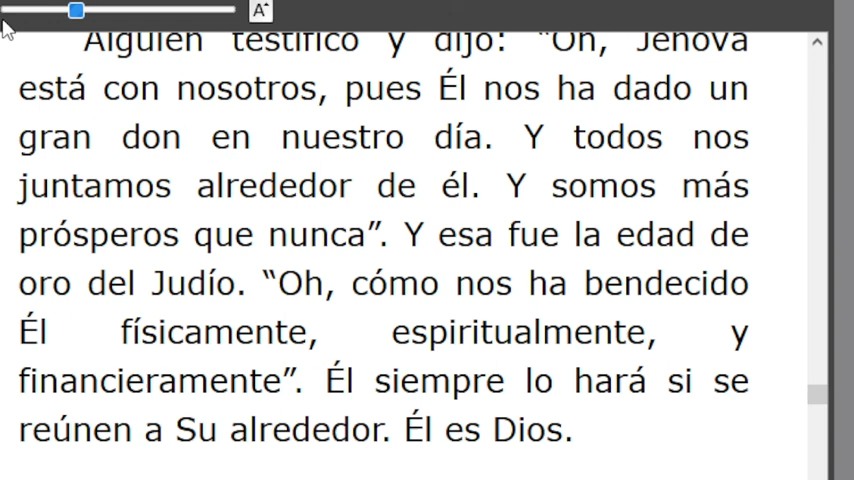 A
Alguien testificó y dijo: “Oh, Jehová
está con nosotros, pues Él nos ha dado un
gran don en nuestro día. Y todos nos
juntamos alrededor de él. Y somos más
prósperos que nunca”. Y esa fue la edad de
oro del Judío. “Oh, cómo nos ha bendecido
Él físicamente, espiritualmente, y
financieramente”. Él siempre lo hará si se
reúnen a Su alrededor. Él es Dios.